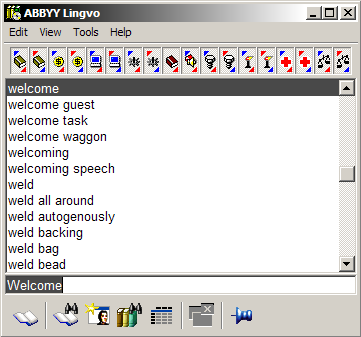 ABBYY Lingvo
Edit View Tools Help
welcome
welcome guest
welcome task
welcome waggon
welcoming
welcoming speech
weld
weld all around
weld autogenously
weld backing
weld bag
weld bead
Welcome